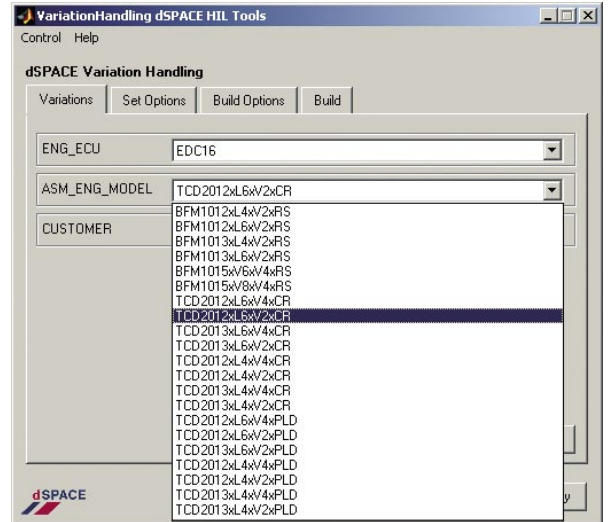 VariationHandling dSPACE HIL Tools
Control Help
dSPACE Variation Handling
Variations Set Options Build Options Build
ENG_ECU EDC16
ASM_ENG_MODEL TCD2012xL6xV2xCR
CUSTOMER
BFM1012xL4xV2xRS
BFM1012xL6xV2xRS
BFM1013xL4xV2xRS
BFM1013xL6xV2xRS
BFM1015xV6xV4xRS
BFM1015xV8xV4xRS
TCD2012xL6xV4xCR
TCD2012xL6xV2xCR
TCD2013xL6xV4xCR
TCD2013xL6xV2xCR
TCD2012xL4xV4xCR
TCD2012xL4xV2xCR
TCD2013xL4xV4xCR
TCD2013xL4xV2xCR
TCD2012xL6xV4xPLD
TCD2012xL6xV2xPLD
TCD2013xL6xV2xPLD
TCD2012xL4xV4xPLD
TCD2012xL4xV2xPLD
TCD2013xL4xV4xPLD
TCD2013xL4xV2xPLD
dSPACE